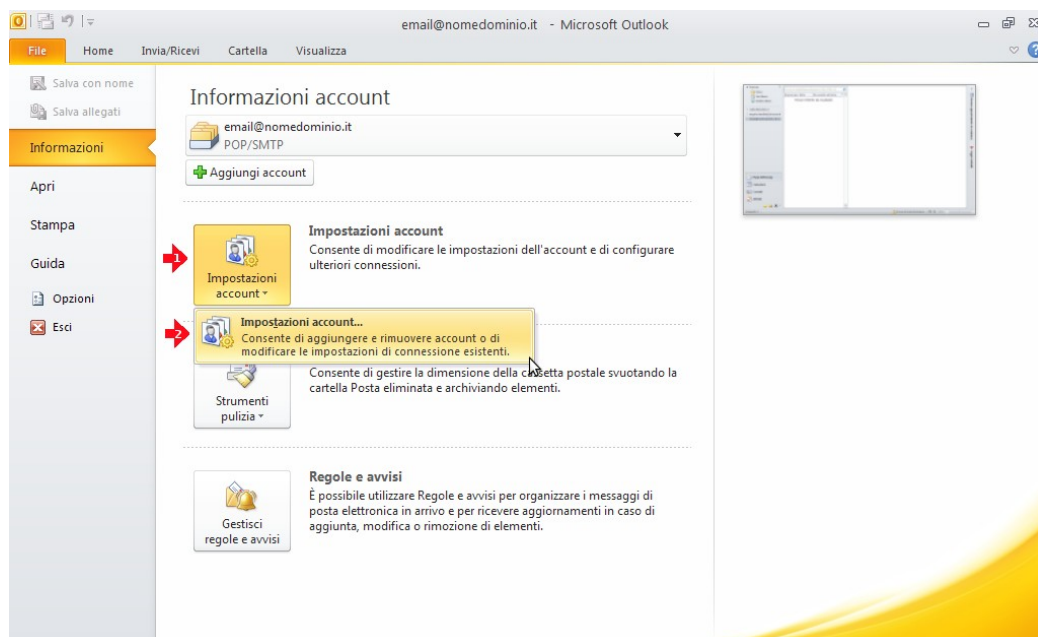 email@nomedominio.it - Microsoft Outlook
File Home Invia/Ricevi Cartella Visualizza
Salva con nome
Salva allegati
Informazioni
Apri
Stampa
Guida
Opzioni
Esci
Informazioni account
email@nomedominio.it
POP/SMTP
Aggiungi account
1
Impostazioni
account
Impostazioni account
Consente di modificare le impostazioni dell'account e di configurare
ulteriori connessioni.
2
Impostazioni account...
Consente di aggiungere e rimuovere account o di
modificare le impostazioni di connessione esistenti.
Strumenti
pulizia
Consente di gestire la dimensione della cassetta postale svuotando la
cartella Posta eliminata e archiviando elementi.
Gestisci
regole e avvisi
Regole e avvisi
È possibile utilizzare Regole e avvisi per organizzare i messaggi di
posta elettronica in arrivo e per ricevere aggiornamenti in caso di
aggiunta, modifica o rimozione di elementi.